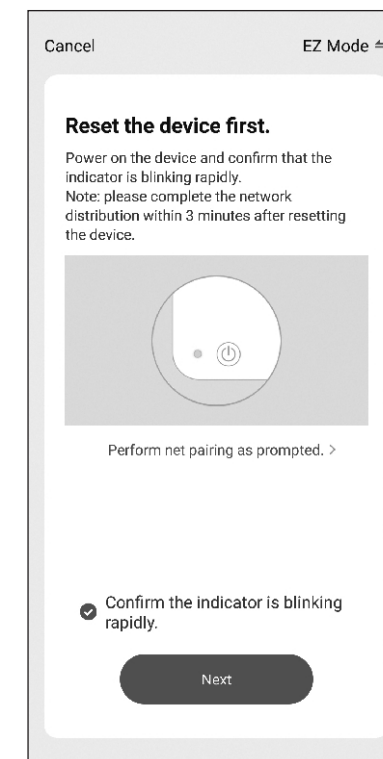 Cancel EZ Mode
Reset the device first.
Power on the device and confirm that the
indicator is blinking rapidly.
Note: please complete the network
distribution within 3 minutes after resetting
the device.
Perform net pairing as prompted. >
Confirm the indicator is blinking
rapidly.
Next